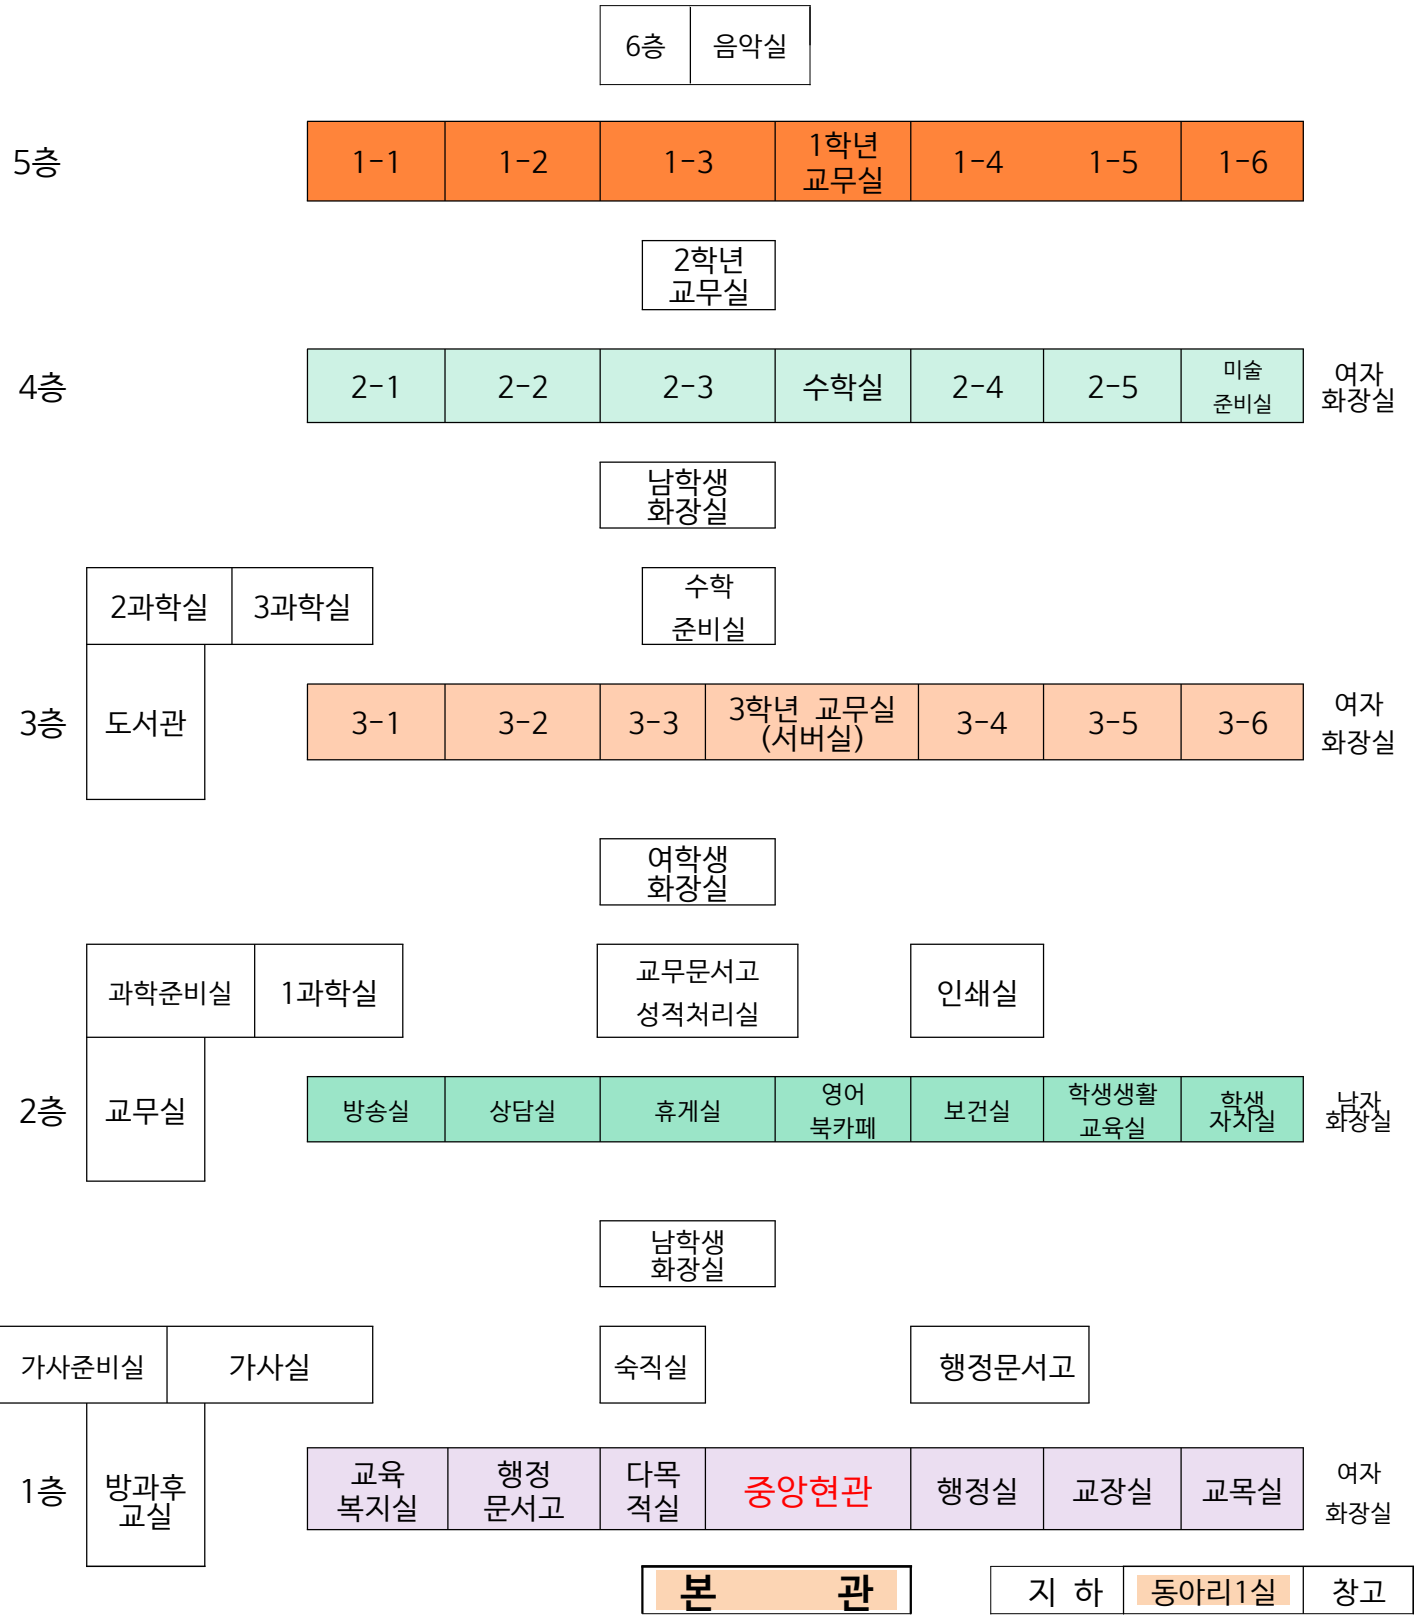 6층 음악실
5층 1-1 1-2 1-3 1학년 교무실 1-4 1-5 1-6
2학년
교무실
4층 2-1 2-2 2-3 수학실 2-4 2-5 미술 준비실 여자 화장실
남학생
화장실
2과학실 3과학실 수학 준비실
3층 도서관 3-1 3-2 3-3 3학년 교무실 (서버실) 3-4 3-5 3-6 여자 화장실
여학생
화장실
과학준비실 1과학실 교무문서고 성적처리실 인쇄실
2층 교무실 방송실 상담실 휴게실 영어 북카페 보건실 학생생활 교육실 학생 자치실 남자 화장실
남학생
화장실
가사준비실 가사실 숙직실 행정문서고
1층 방과후 교실 교육 복지실 행정 문서고 다목 적실 중앙현관 행정실 교장실 교목실 여자 화장실
본 관 지 하 동아리1실 창고